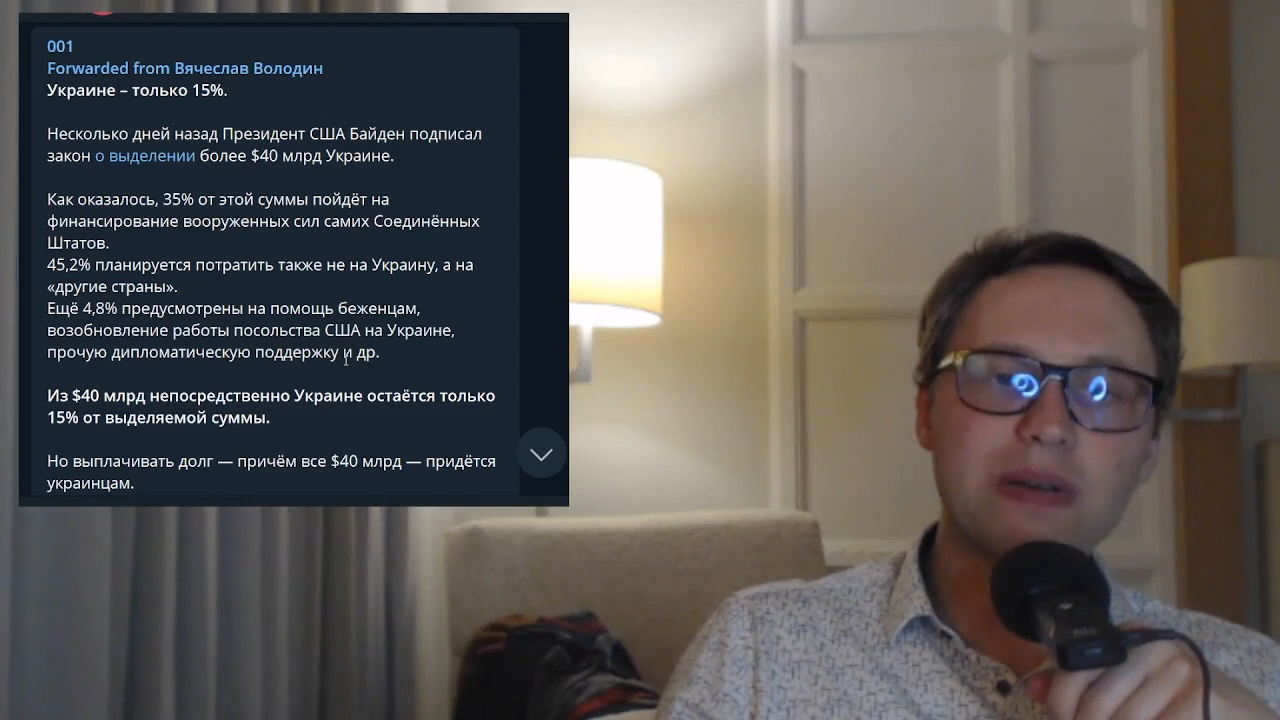 001
Forwarded from Вячеслав Володин
Украине – только 15%.
Несколько дней назад Президент США Байден подписал
закон о выделении более $40 млрд Украине.
Как оказалось, 35% от этой суммы пойдёт на
финансирование вооруженных сил самих Соединённых
Штатов.
45,2% планируется потратить также не на Украину, а на
«другие страны».
Ещё 4,8% предусмотрены на помощь беженцам,
возобновление работы посольства США на Украине,
прочую дипломатическую поддержку и др.
Из $40 млрд непосредственно Украине остаётся только
15% от выделяемой суммы.
Но выплачивать долг — причём все $40 млрд — придётся
украинцам.